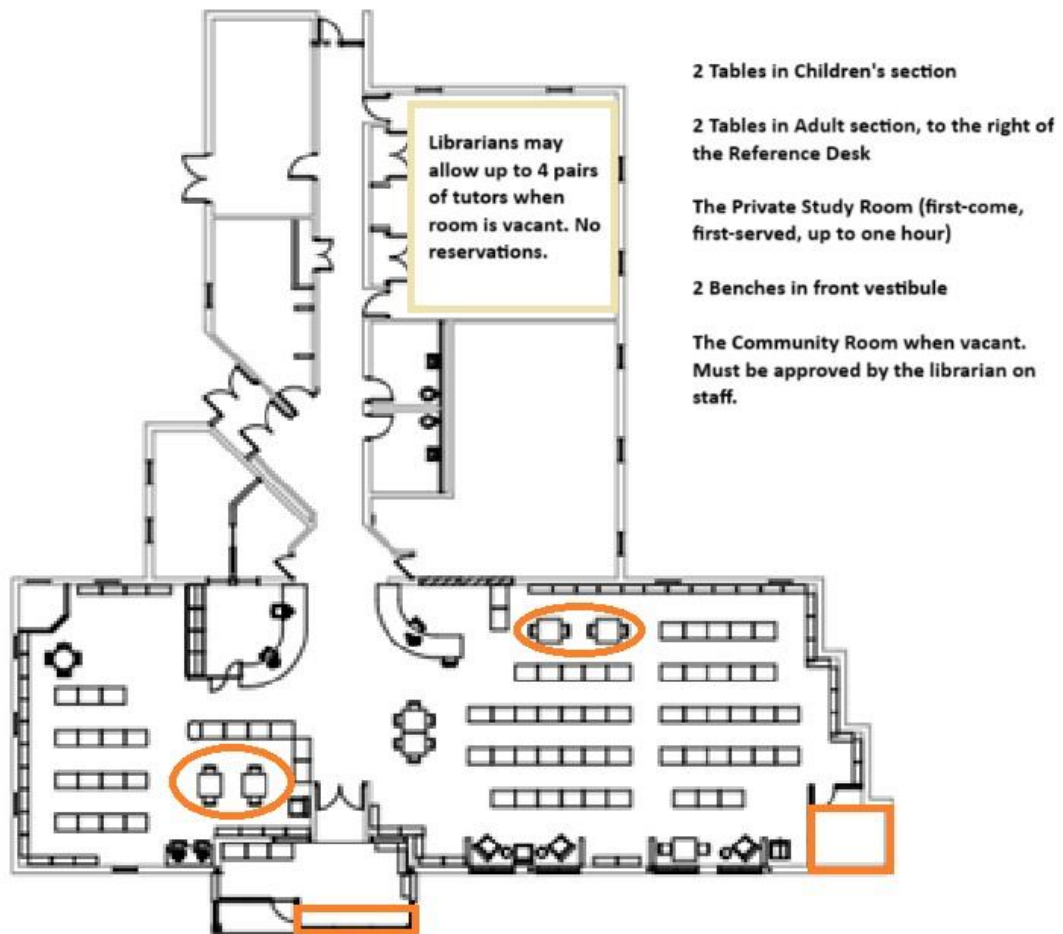 2 Tables in Children's section
2 Tables in Adult section, to the right of
the Reference Desk
The Private Study Room (first-come,
first-served, up to one hour)
2 Benches in front vestibule
The Community Room when vacant.
Must be approved by the librarian on
staff.
Librarians may
allow up to 4 pairs
of tutors when
room is vacant. No
reservations.